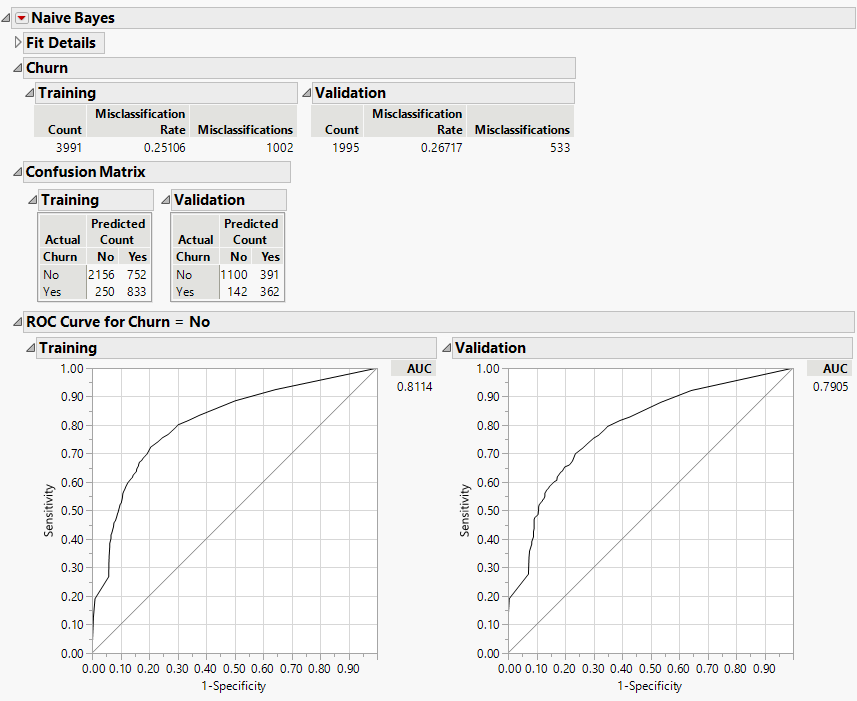 Naive Bayes
Fit Details
Churn
Training
Validation
Misclassification
Misclassification
Count Rate Misclassifications
Count Rate Misclassifications
3991 0.25106 1002
1995 0.26717 533
Confusion Matrix
Training
Validation
Predicted
Predicted
Actual Count
Actual Count
Churn No Yes
Churn No Yes
No 2156 752
No 1100 391
Yes 250 833
Yes 142 362
ROC Curve for Churn = No
Training
Validation
AUC
0.8114
1.00
0.90
0.80
0.70
0.60
0.50
0.40
0.30
0.20
0.10
0.00
Sensitivity
0.00 0.10 0.20 0.30 0.40 0.50 0.60 0.70 0.80 0.90
1-Specificity
AUC
0.7905
1.00
0.90
0.80
0.70
0.60
0.50
0.40
0.30
0.20
0.10
0.00
Sensitivity
0.00 0.10 0.20 0.30 0.40 0.50 0.60 0.70 0.80 0.90
1-Specificity